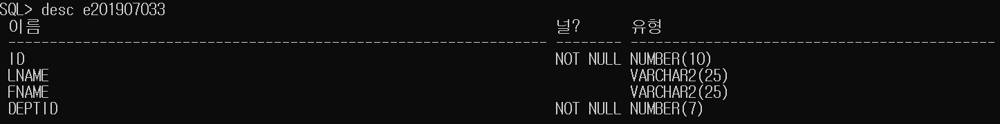 SQL> desc e201907033
이름 널? 유형
----------------------------------------------------------------- -------- --------------------------------------------
ID NOT NULL NUMBER(10)
LNAME VARCHAR2(25)
FNAME VARCHAR2(25)
DEPTID NOT NULL NUMBER(7)